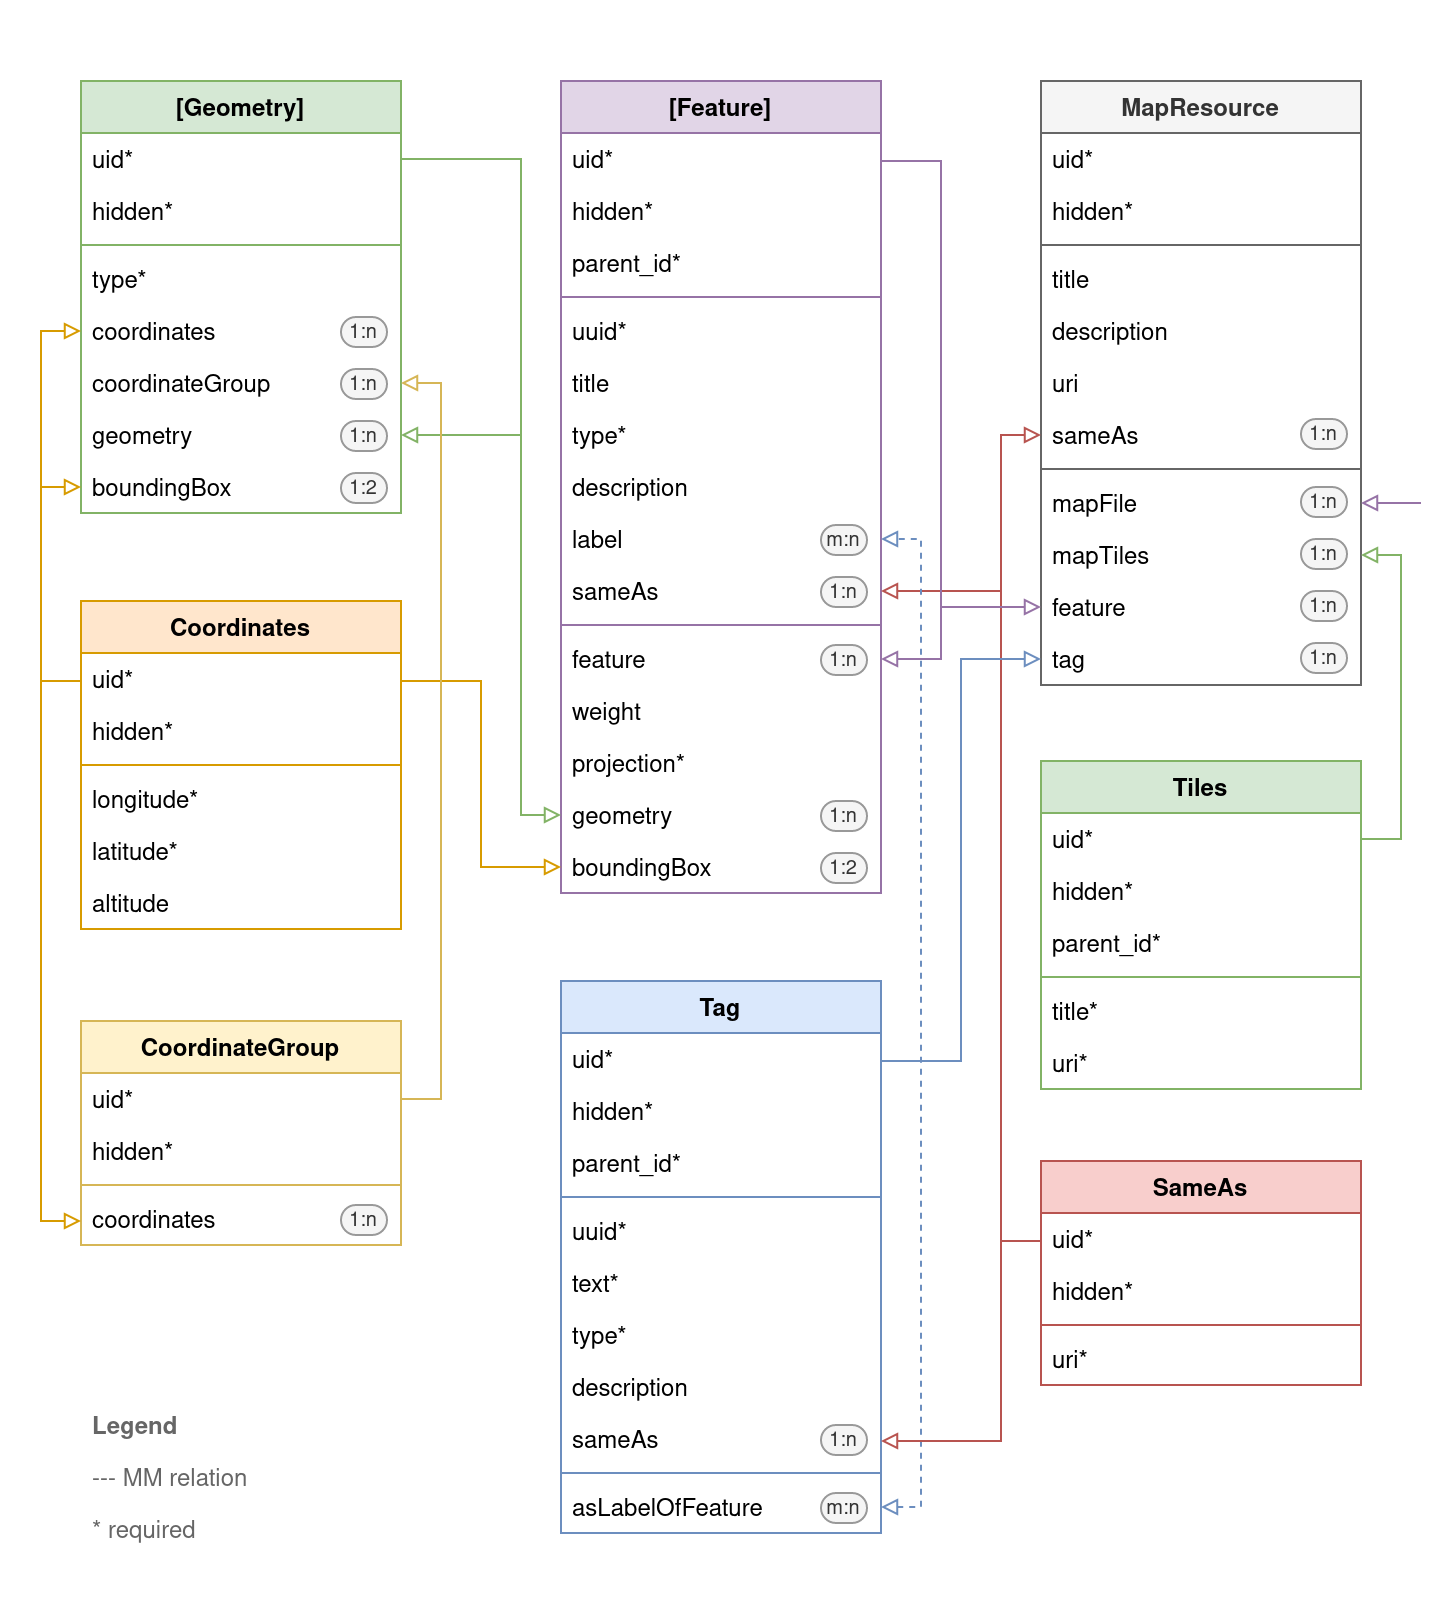 [Geometry]
uid*
hidden*
type*
coordinates 1:n
coordinateGroup 1:n
geometry 1:n
boundingBox 1:2
Coordinates
uid*
hidden*
longitude*
latitude*
altitude
CoordinateGroup
uid*
hidden*
coordinates 1:n
Legend
--- MM relation
* required
[Feature]
uid*
hidden*
parent_id*
uuid*
title
type*
description
label m:n
sameAs 1:n
feature 1:n
weight
projection*
geometry 1:n
boundingBox 1:2
Tag
uid*
hidden*
parent_id*
uuid*
text*
type*
description
sameAs 1:n
asLabelOfFeature m:n
MapResource
uid*
hidden*
title
description
uri
sameAs 1:n
mapFile 1:n
mapTiles 1:n
feature 1:n
tag 1:n
Tiles
uid*
hidden*
parent_id*
title*
uri*
SameAs
uid*
hidden*
uri*